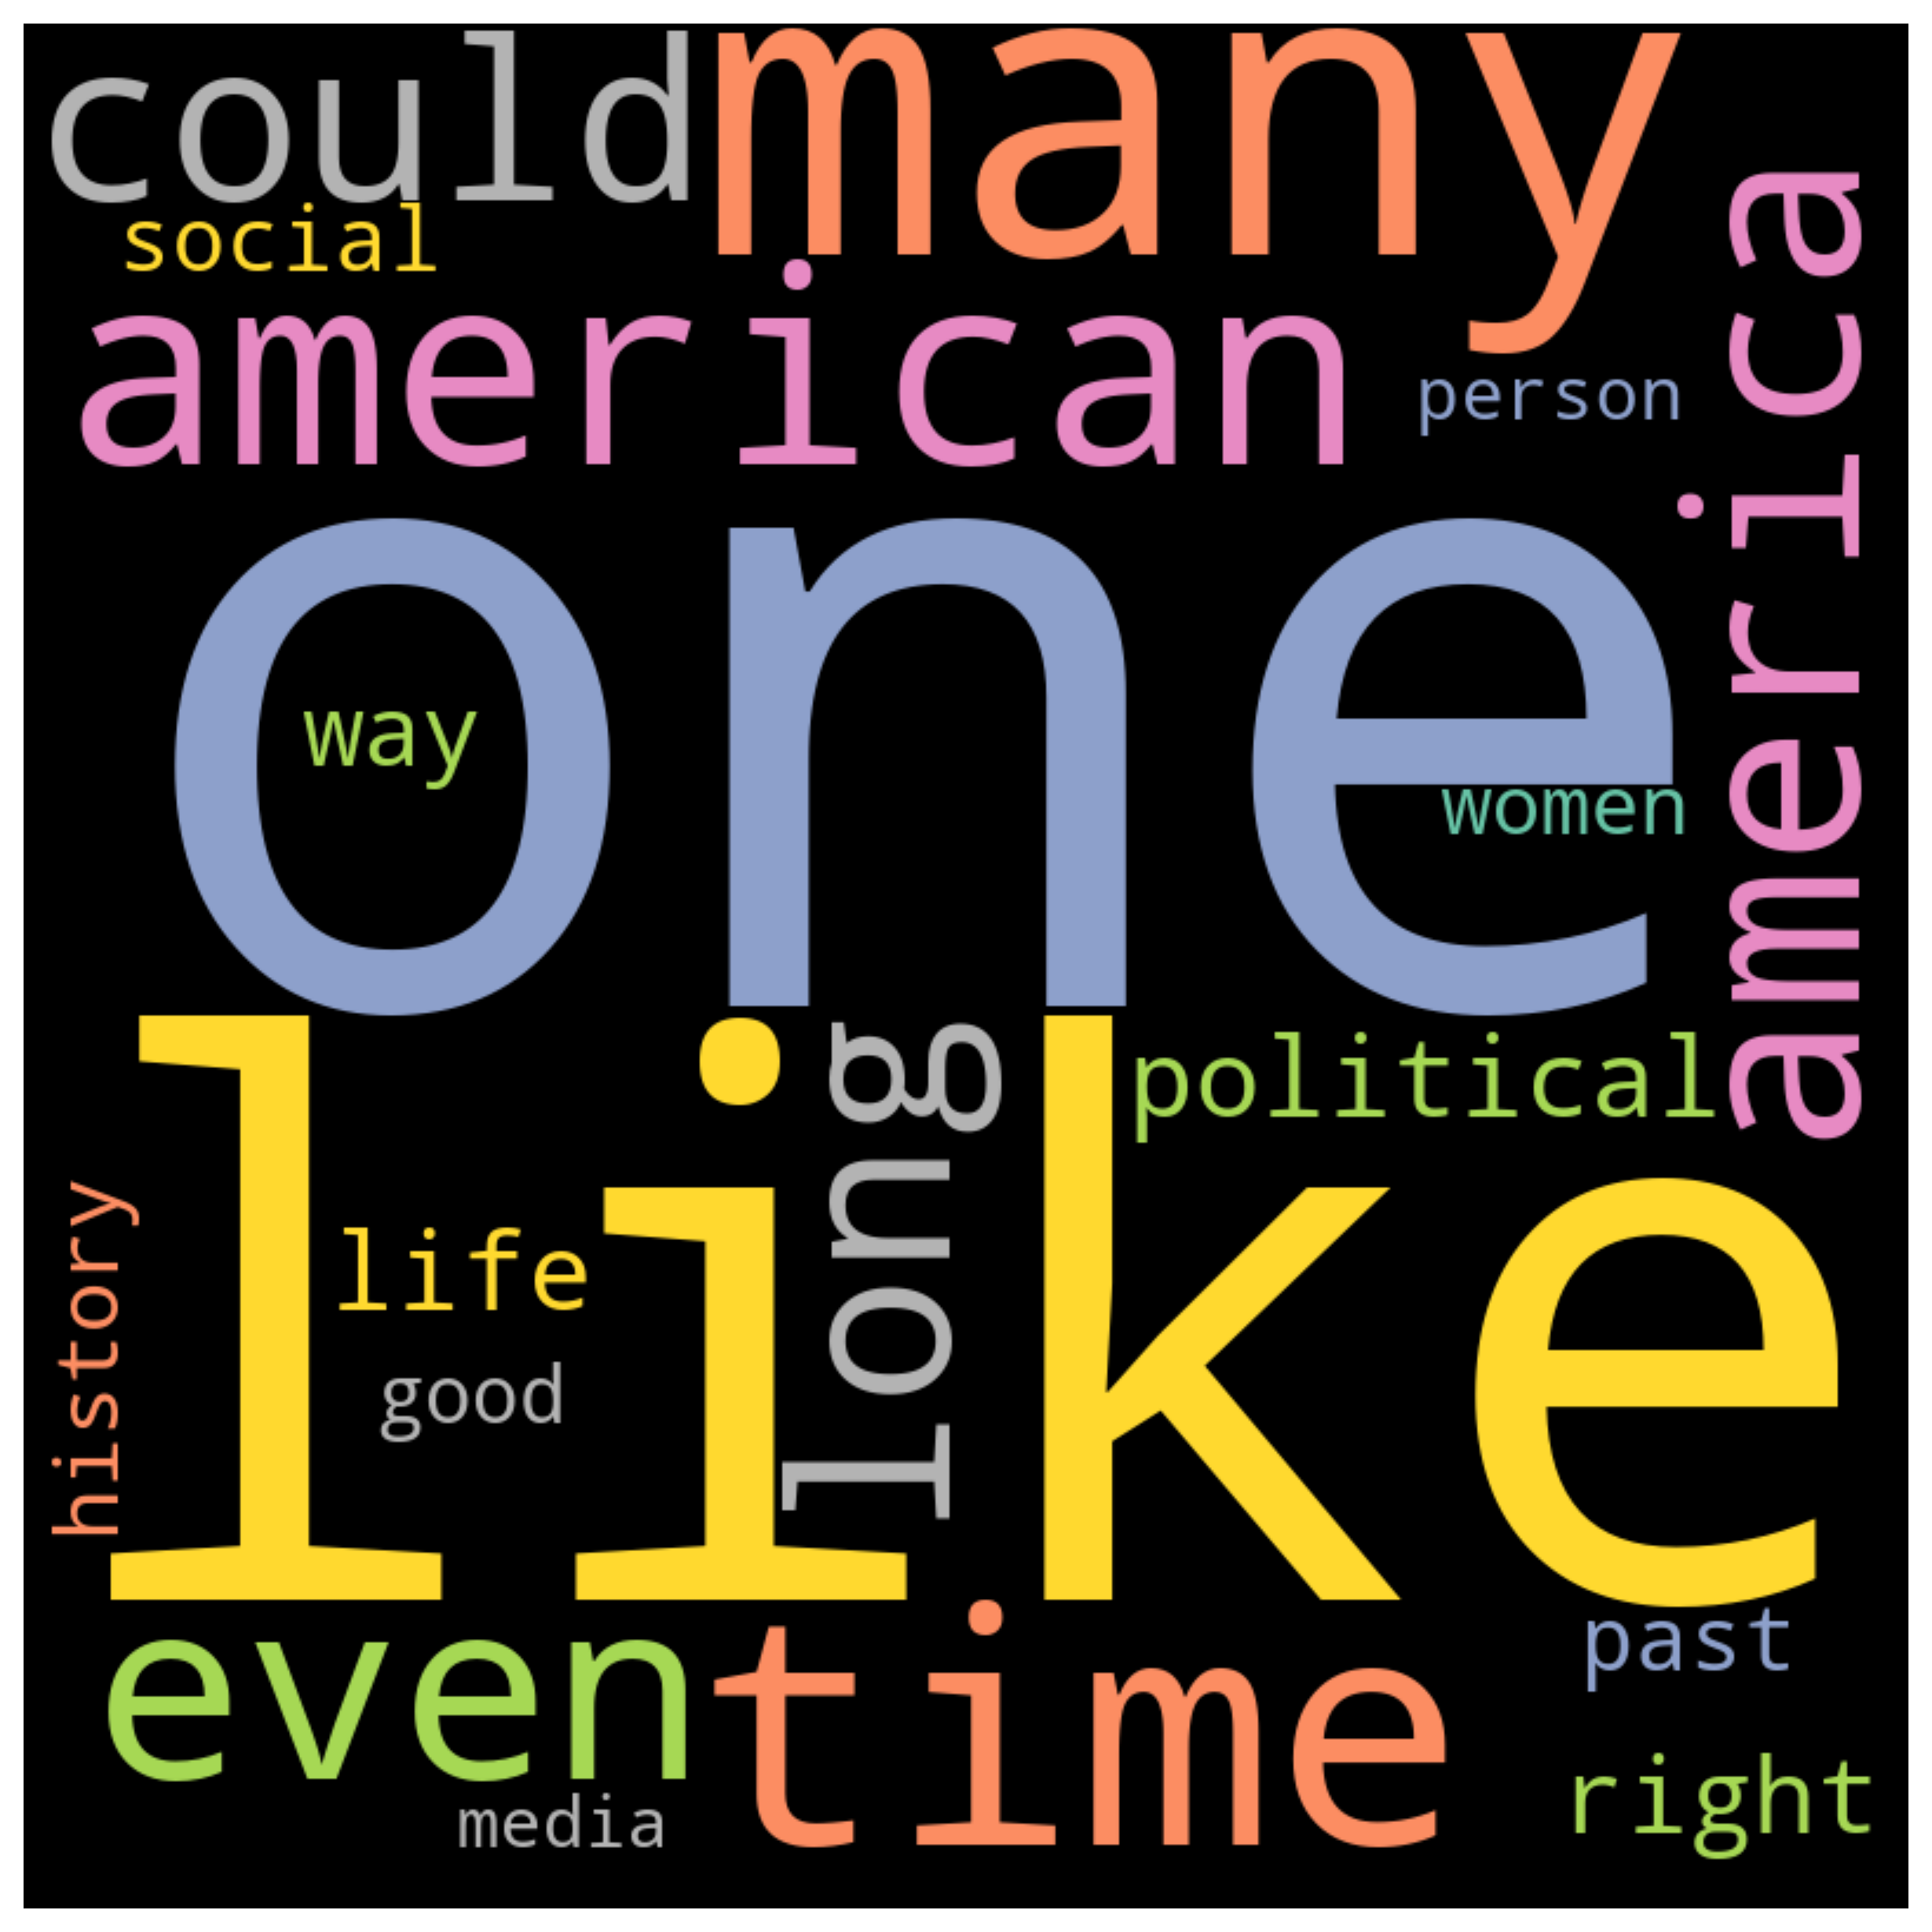 could
many
social
american
america
person
one
way
women
like
long
political
history
life
good
even
time
past
media
right